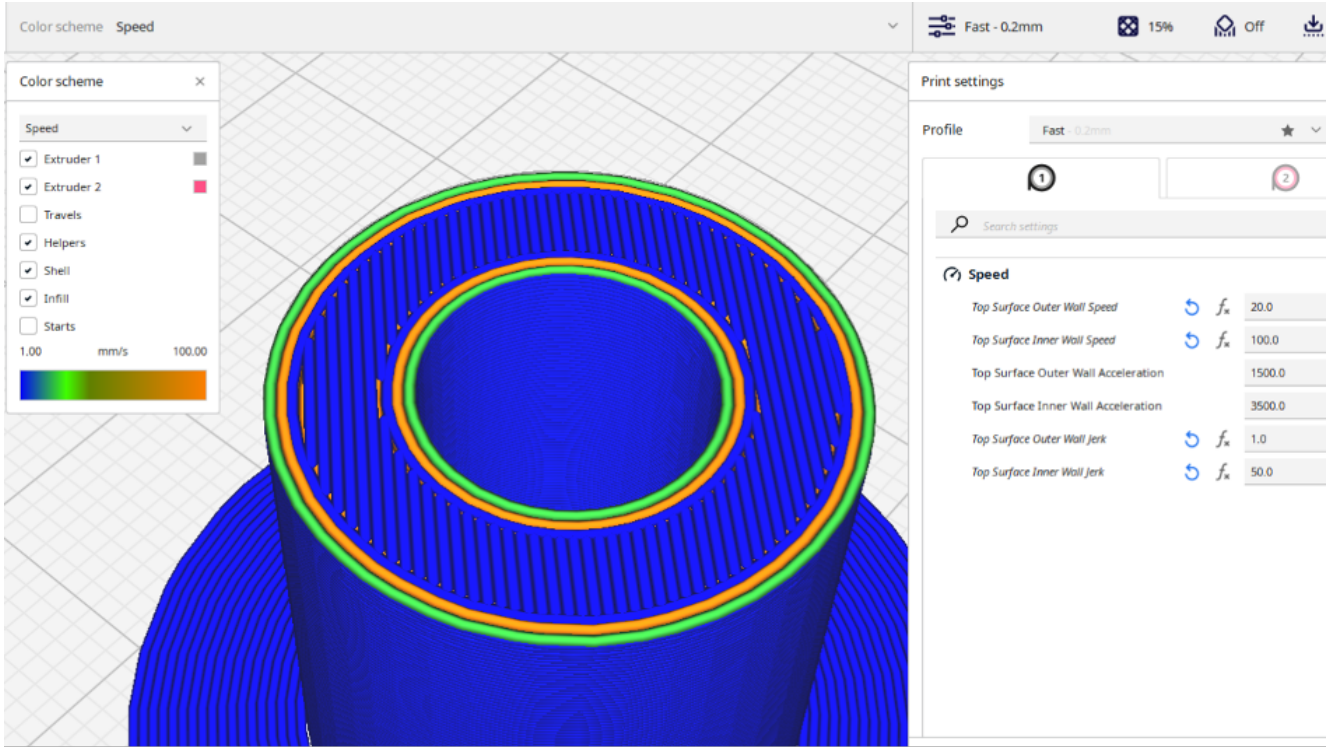 Color scheme Speed
Fast - 0.2mm 15% Off
Color scheme
Speed
Extruder 1
Extruder 2
Travels
Helpers
Shell
Infill
Starts
1.00 mm/s 100.00
Print settings
Profile Fast - 0.2mm
1 2
Search settings
Speed
Top Surface Outer Wall Speed fx 20.0
Top Surface Inner Wall Speed fx 100.0
Top Surface Outer Wall Acceleration 1500.0
Top Surface Inner Wall Acceleration 3500.0
Top Surface Outer Wall Jerk fx 1.0
Top Surface Inner Wall Jerk fx 50.0